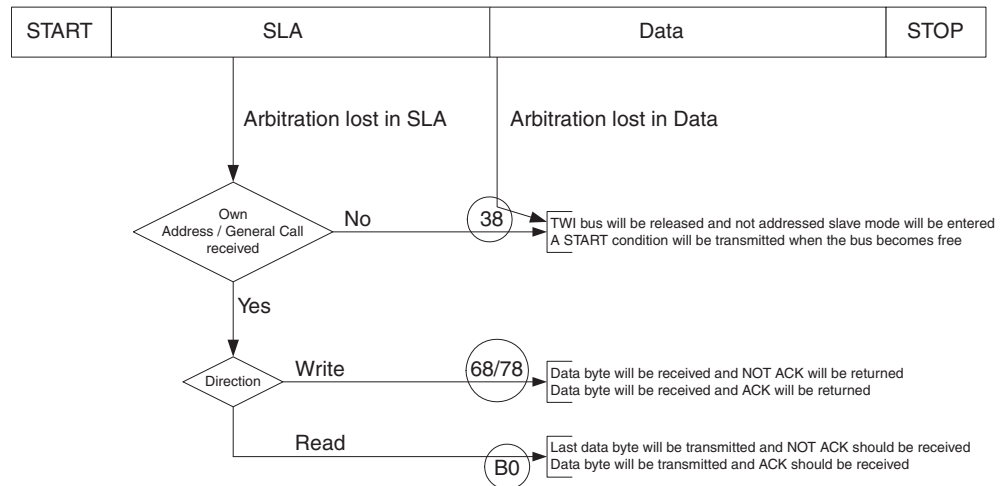 START SLA Data STOP
Arbitration lost in SLA Arbitration lost in Data
Own
Address / General Call
received
No
38
TWI bus will be released and not addressed slave mode will be entered
A START condition will be transmitted when the bus becomes free
Yes
Direction
Write
68/78
Data byte will be received and NOT ACK will be returned
Data byte will be received and ACK will be returned
Read
B0
Last data byte will be transmitted and NOT ACK should be received
Data byte will be transmitted and ACK should be received